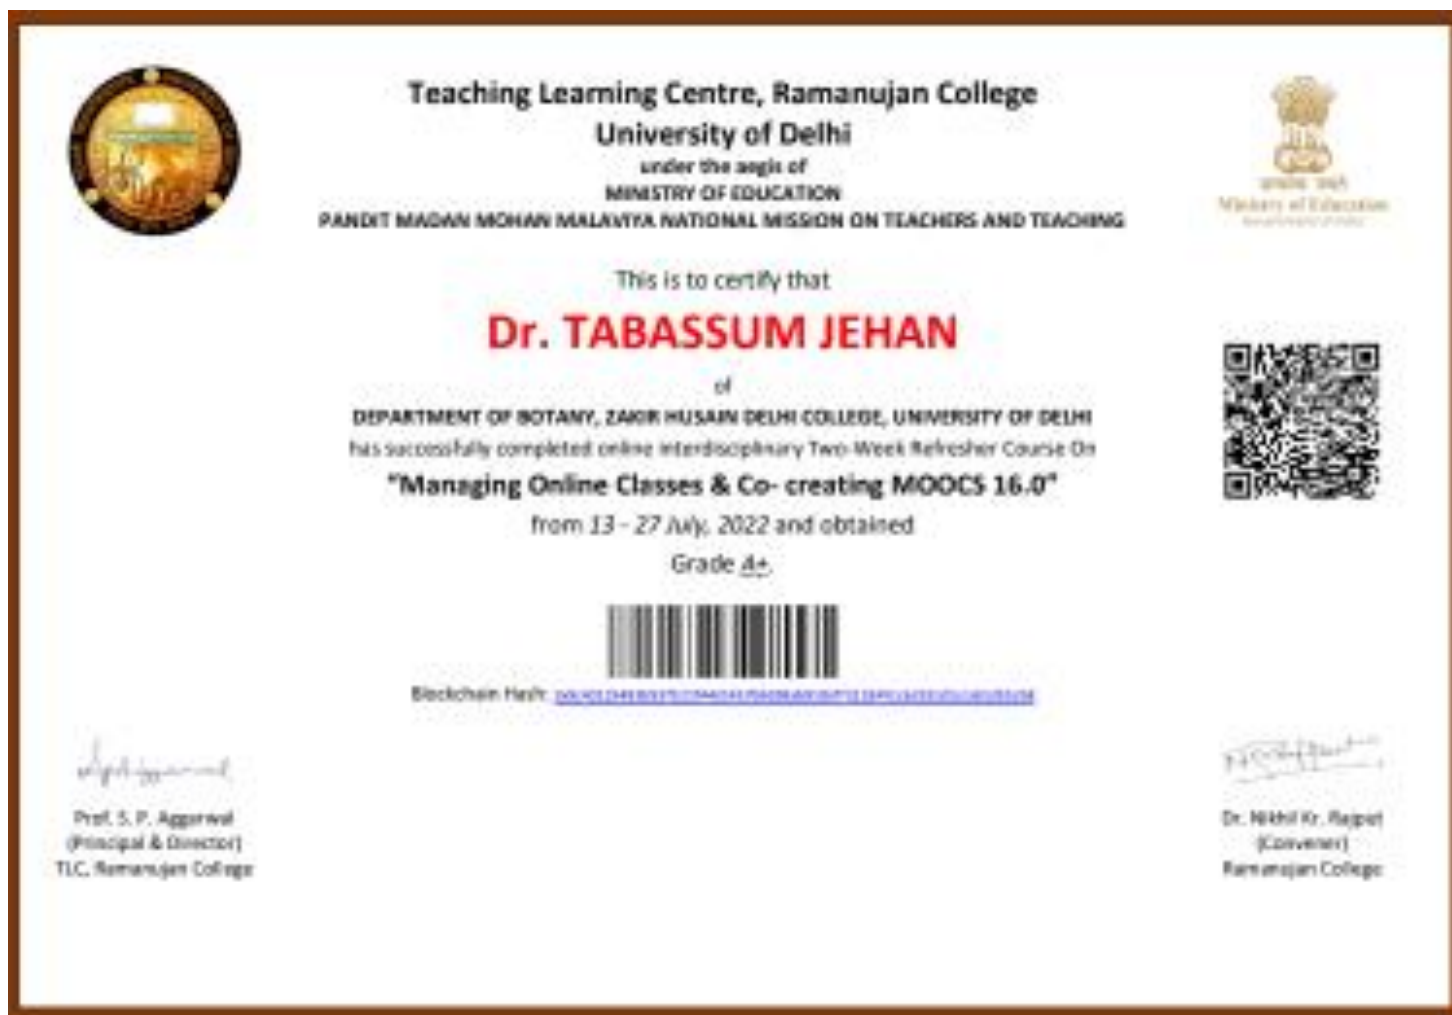 Teaching Learning Centre, Ramanujan College
University of Delhi
under the aegis of
MINISTRY OF EDUCATION
PANDIT MADAN MOHAN MALAVIYA NATIONAL MISSION ON TEACHERS AND TEACHING
Ministry of Education
This is to certify that
Dr. TABASSUM JEHAN
of
DEPARTMENT OF BOTANY, ZAKIR HUSAIN DELHI COLLEGE, UNIVERSITY OF DELHI
has successfully completed online interdisciplinary Two-Week Refresher Course On
"Managing Online Classes & Co- creating MOOCS 16.0"
from 13 - 27 July, 2022 and obtained
Grade A+.
Blockchain Hash:
Prof. S. P. Aggarwal
(Principal & Director)
TLC, Ramanujan College
Dr. Nikhil Kr. Rajput
(Convener)
Ramanujan College